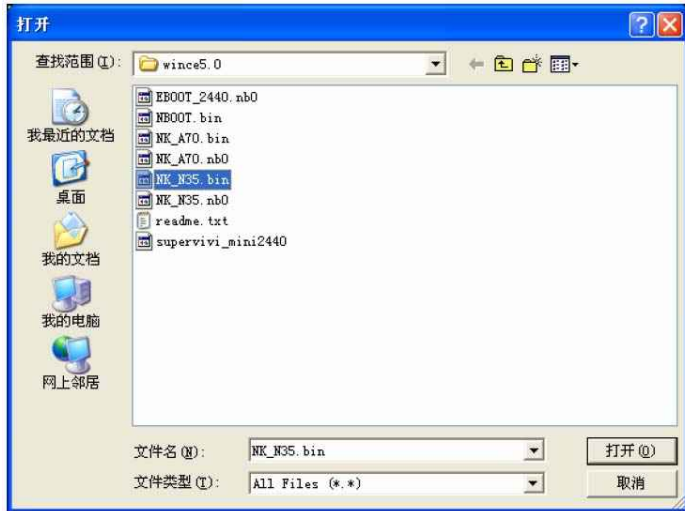 打开
查找范围(I): wince5.0
EBOOT_2440.nb0
NBOOT.bin
NK_A70.bin
NK_A70.nb0
NK_N35.bin
NK_N35.nb0
readme.txt
supervivi_mini2440
我最近的文档
桌面
我的文档
我的电脑
网上邻居
文件名(N): NK_N35.bin 打开(O)
文件类型(T): All Files (*.*) 取消